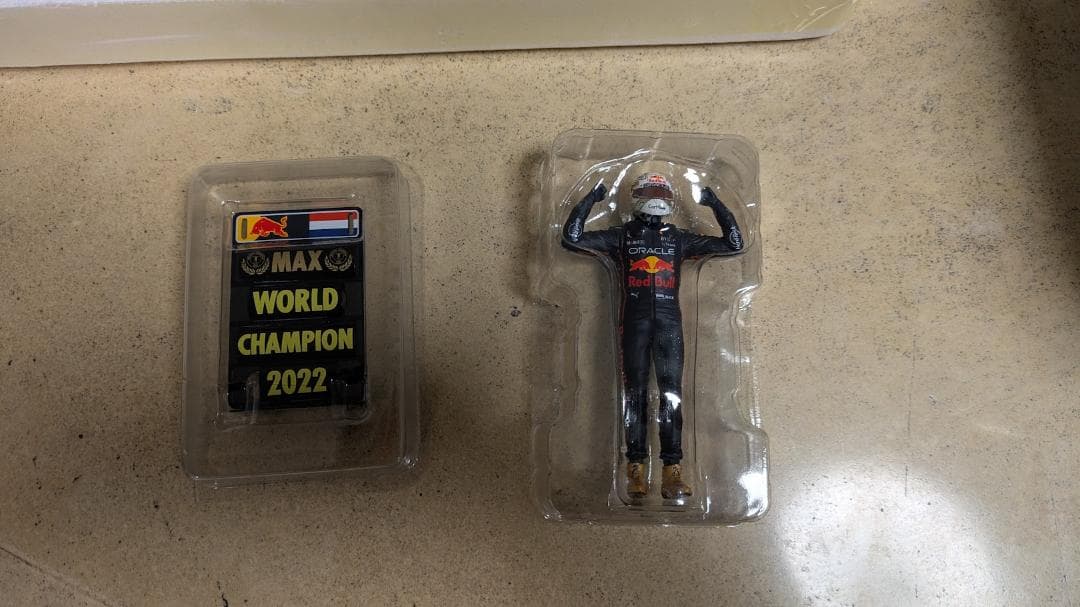 MAX
WORLD
CHAMPION
2022
ORACLE
Red Bull